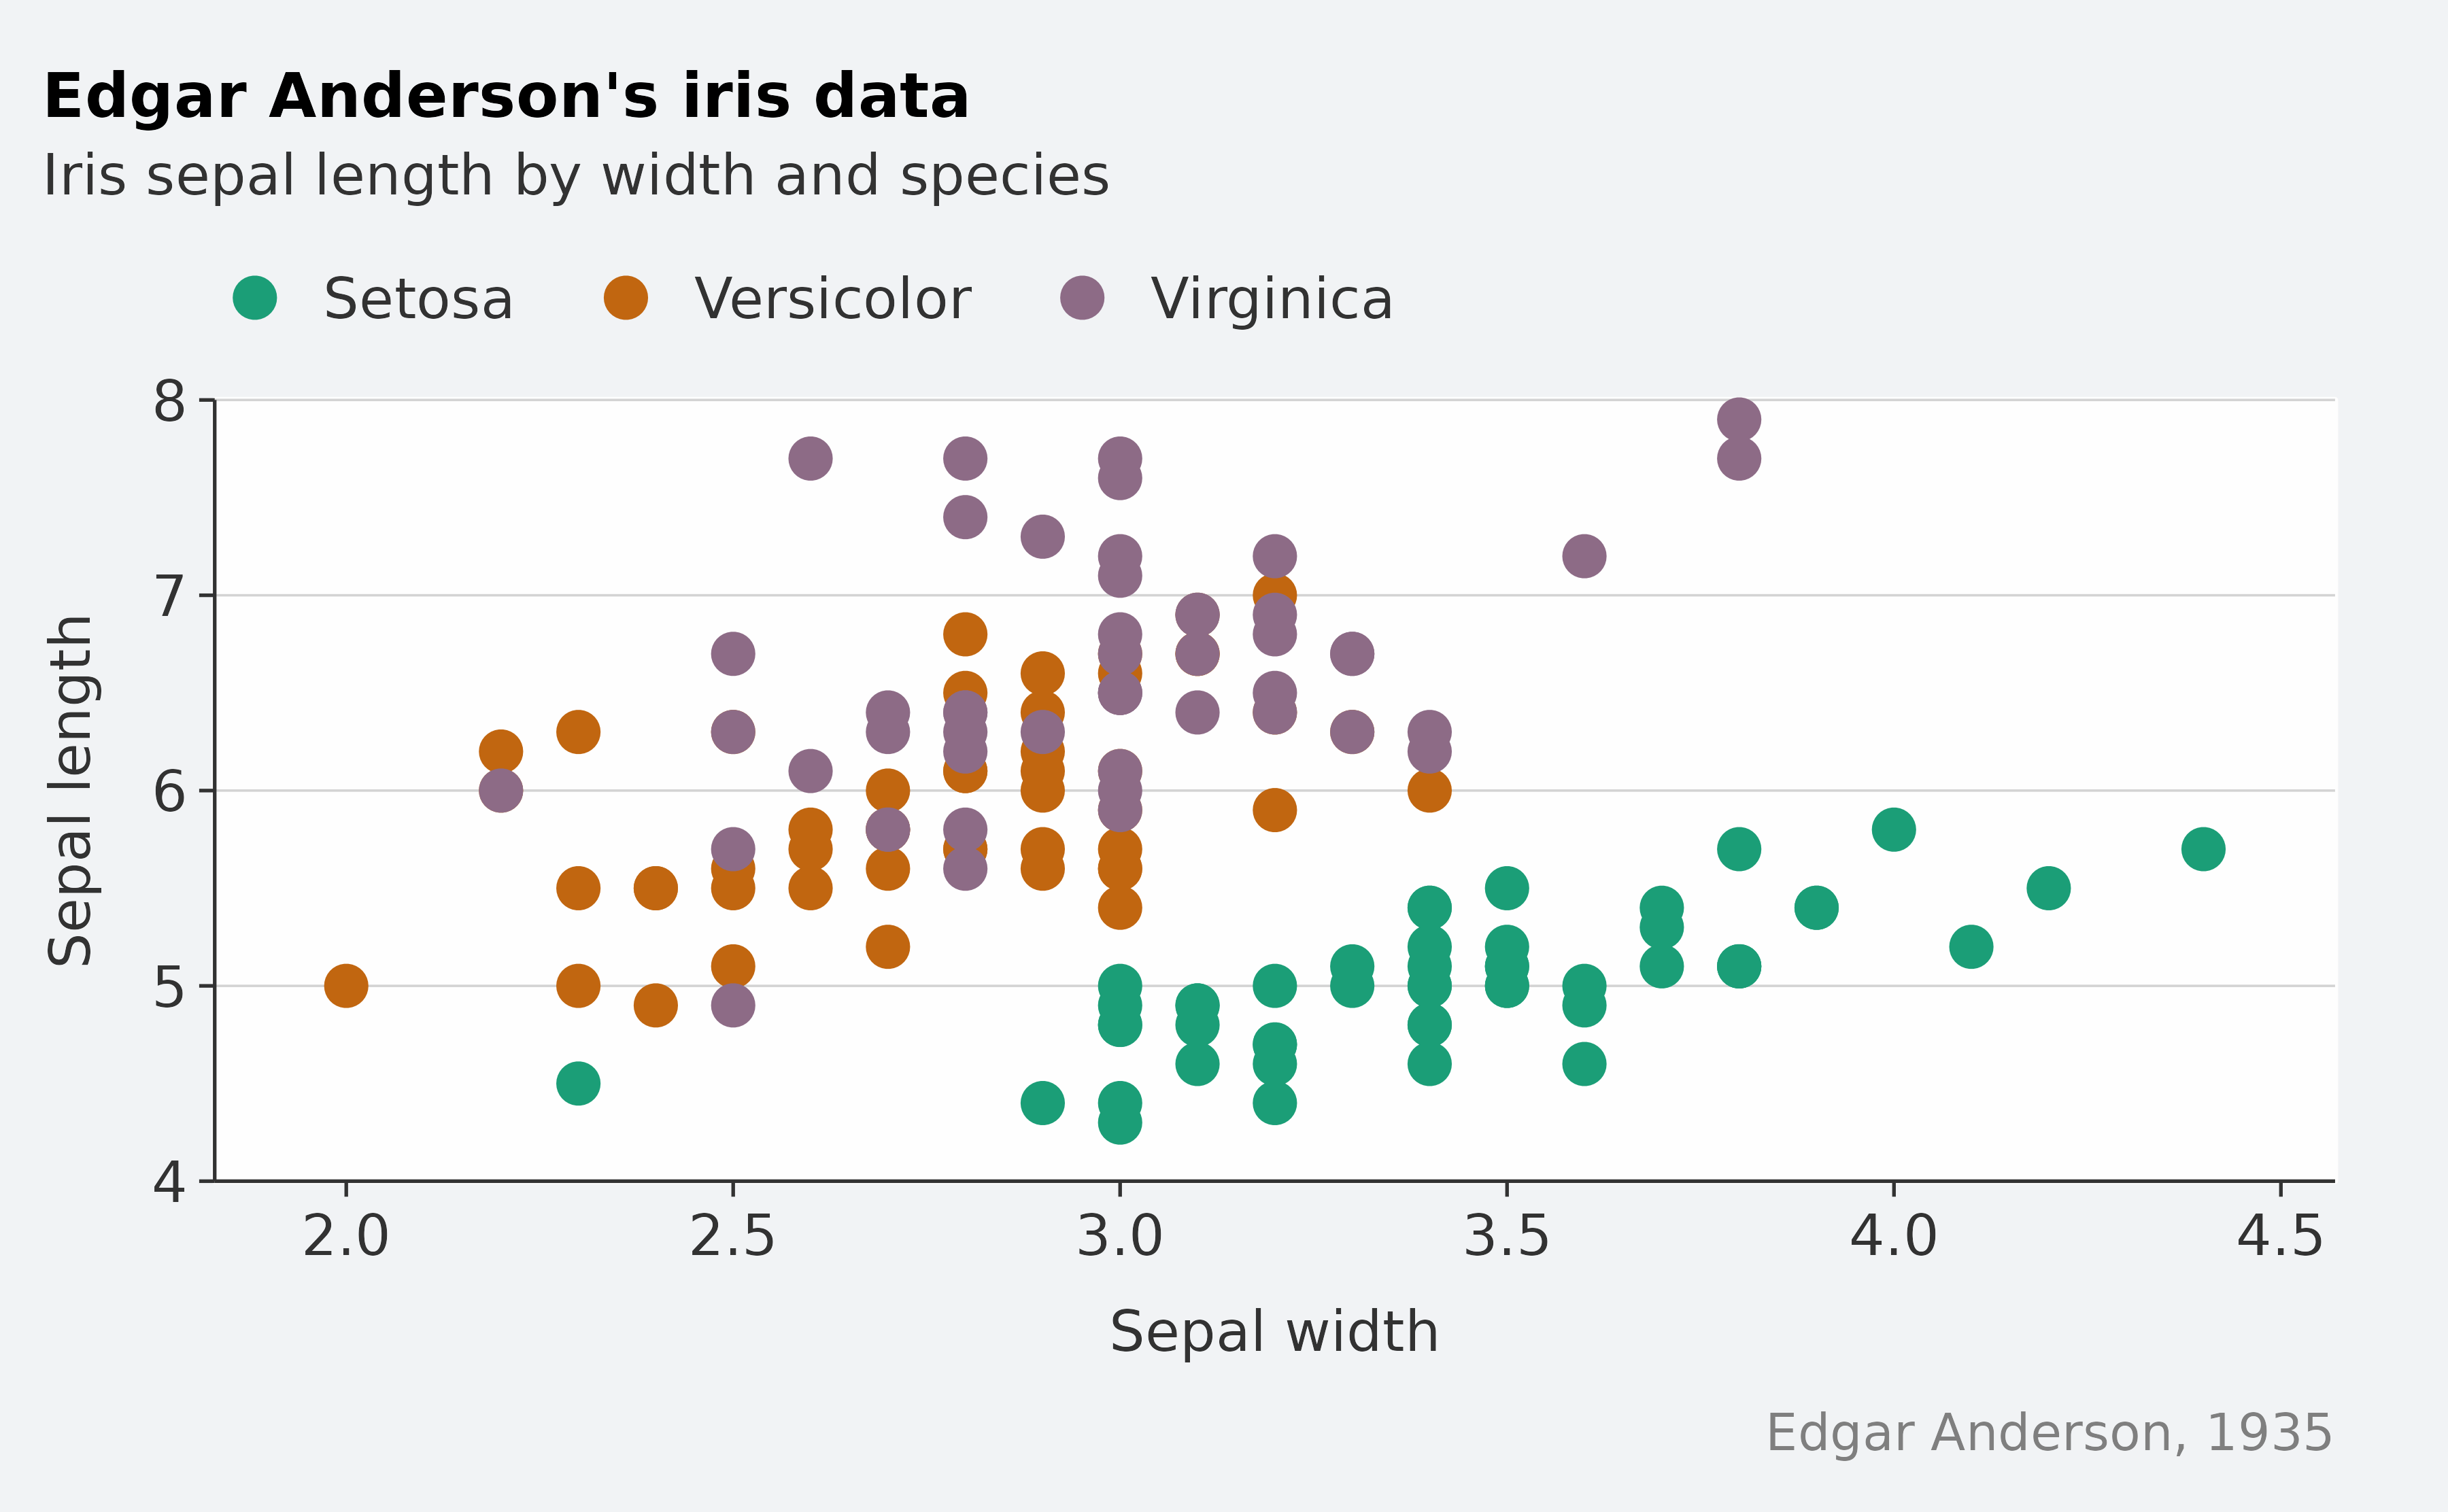 Edgar Anderson's iris data
Iris sepal length by width and species
Setosa Versicolor Virginica
8
7
6
5
4
Sepal length
2.0 2.5 3.0 3.5 4.0 4.5
Sepal width
Edgar Anderson, 1935